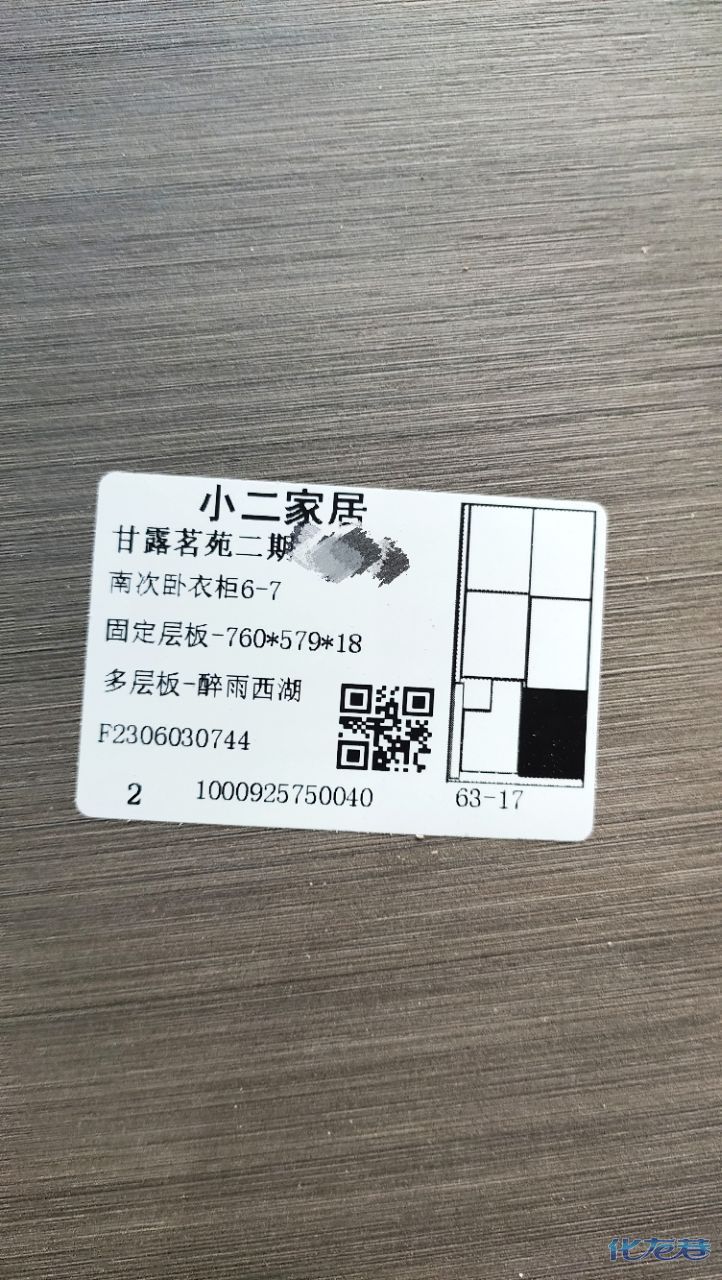 小二家居
甘露茗苑二期
南次卧衣柜6-7
固定层板-760*579*18
多层板-醉雨西湖
F2306030744
2 1000925750040 63-17
化龙巷